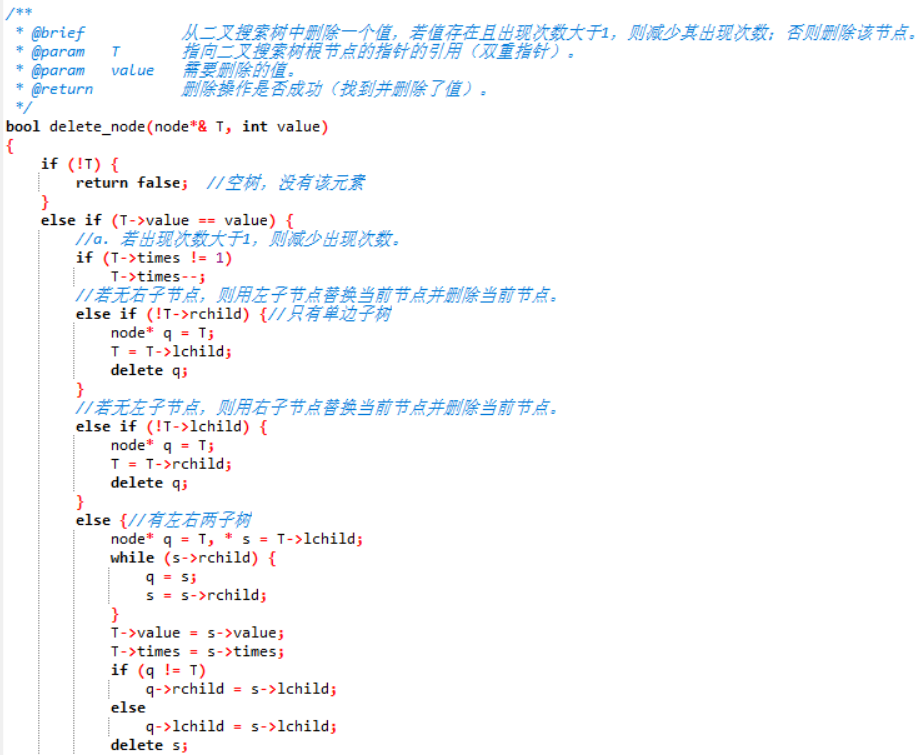 /**
 * @brief 从二叉搜索树中删除一个值，若值存在且出现次数大于1，则减少其出现次数；否则删除该节点。
 * @param T 指向二叉搜索树根节点的指针的引用（双重指针）。
 * @param value 需要删除的值。
 * @return 删除操作是否成功（找到并删除了值）。
 */
bool delete_node(node*& T, int value)
{
    if (!T) {
        return false; //空树，没有该元素
    }
    else if (T->value == value) {
        //a. 若出现次数大于1，则减少出现次数。
        if (T->times != 1)
            T->times--;
        //若无右子节点，则用左子节点替换当前节点并删除当前节点。
        else if (!T->rchild) {//只有单边子树
            node* q = T;
            T = T->lchild;
            delete q;
        }
        //若无左子节点，则用右子节点替换当前节点并删除当前节点。
        else if (!T->lchild) {
            node* q = T;
            T = T->rchild;
            delete q;
        }
        else {//有左右两子树
            node* q = T, * s = T->lchild;
            while (s->rchild) {
                q = s;
                s = s->rchild;
            }
            T->value = s->value;
            T->times = s->times;
            if (q != T)
                q->rchild = s->lchild;
            else
                q->lchild = s->lchild;
            delete s;